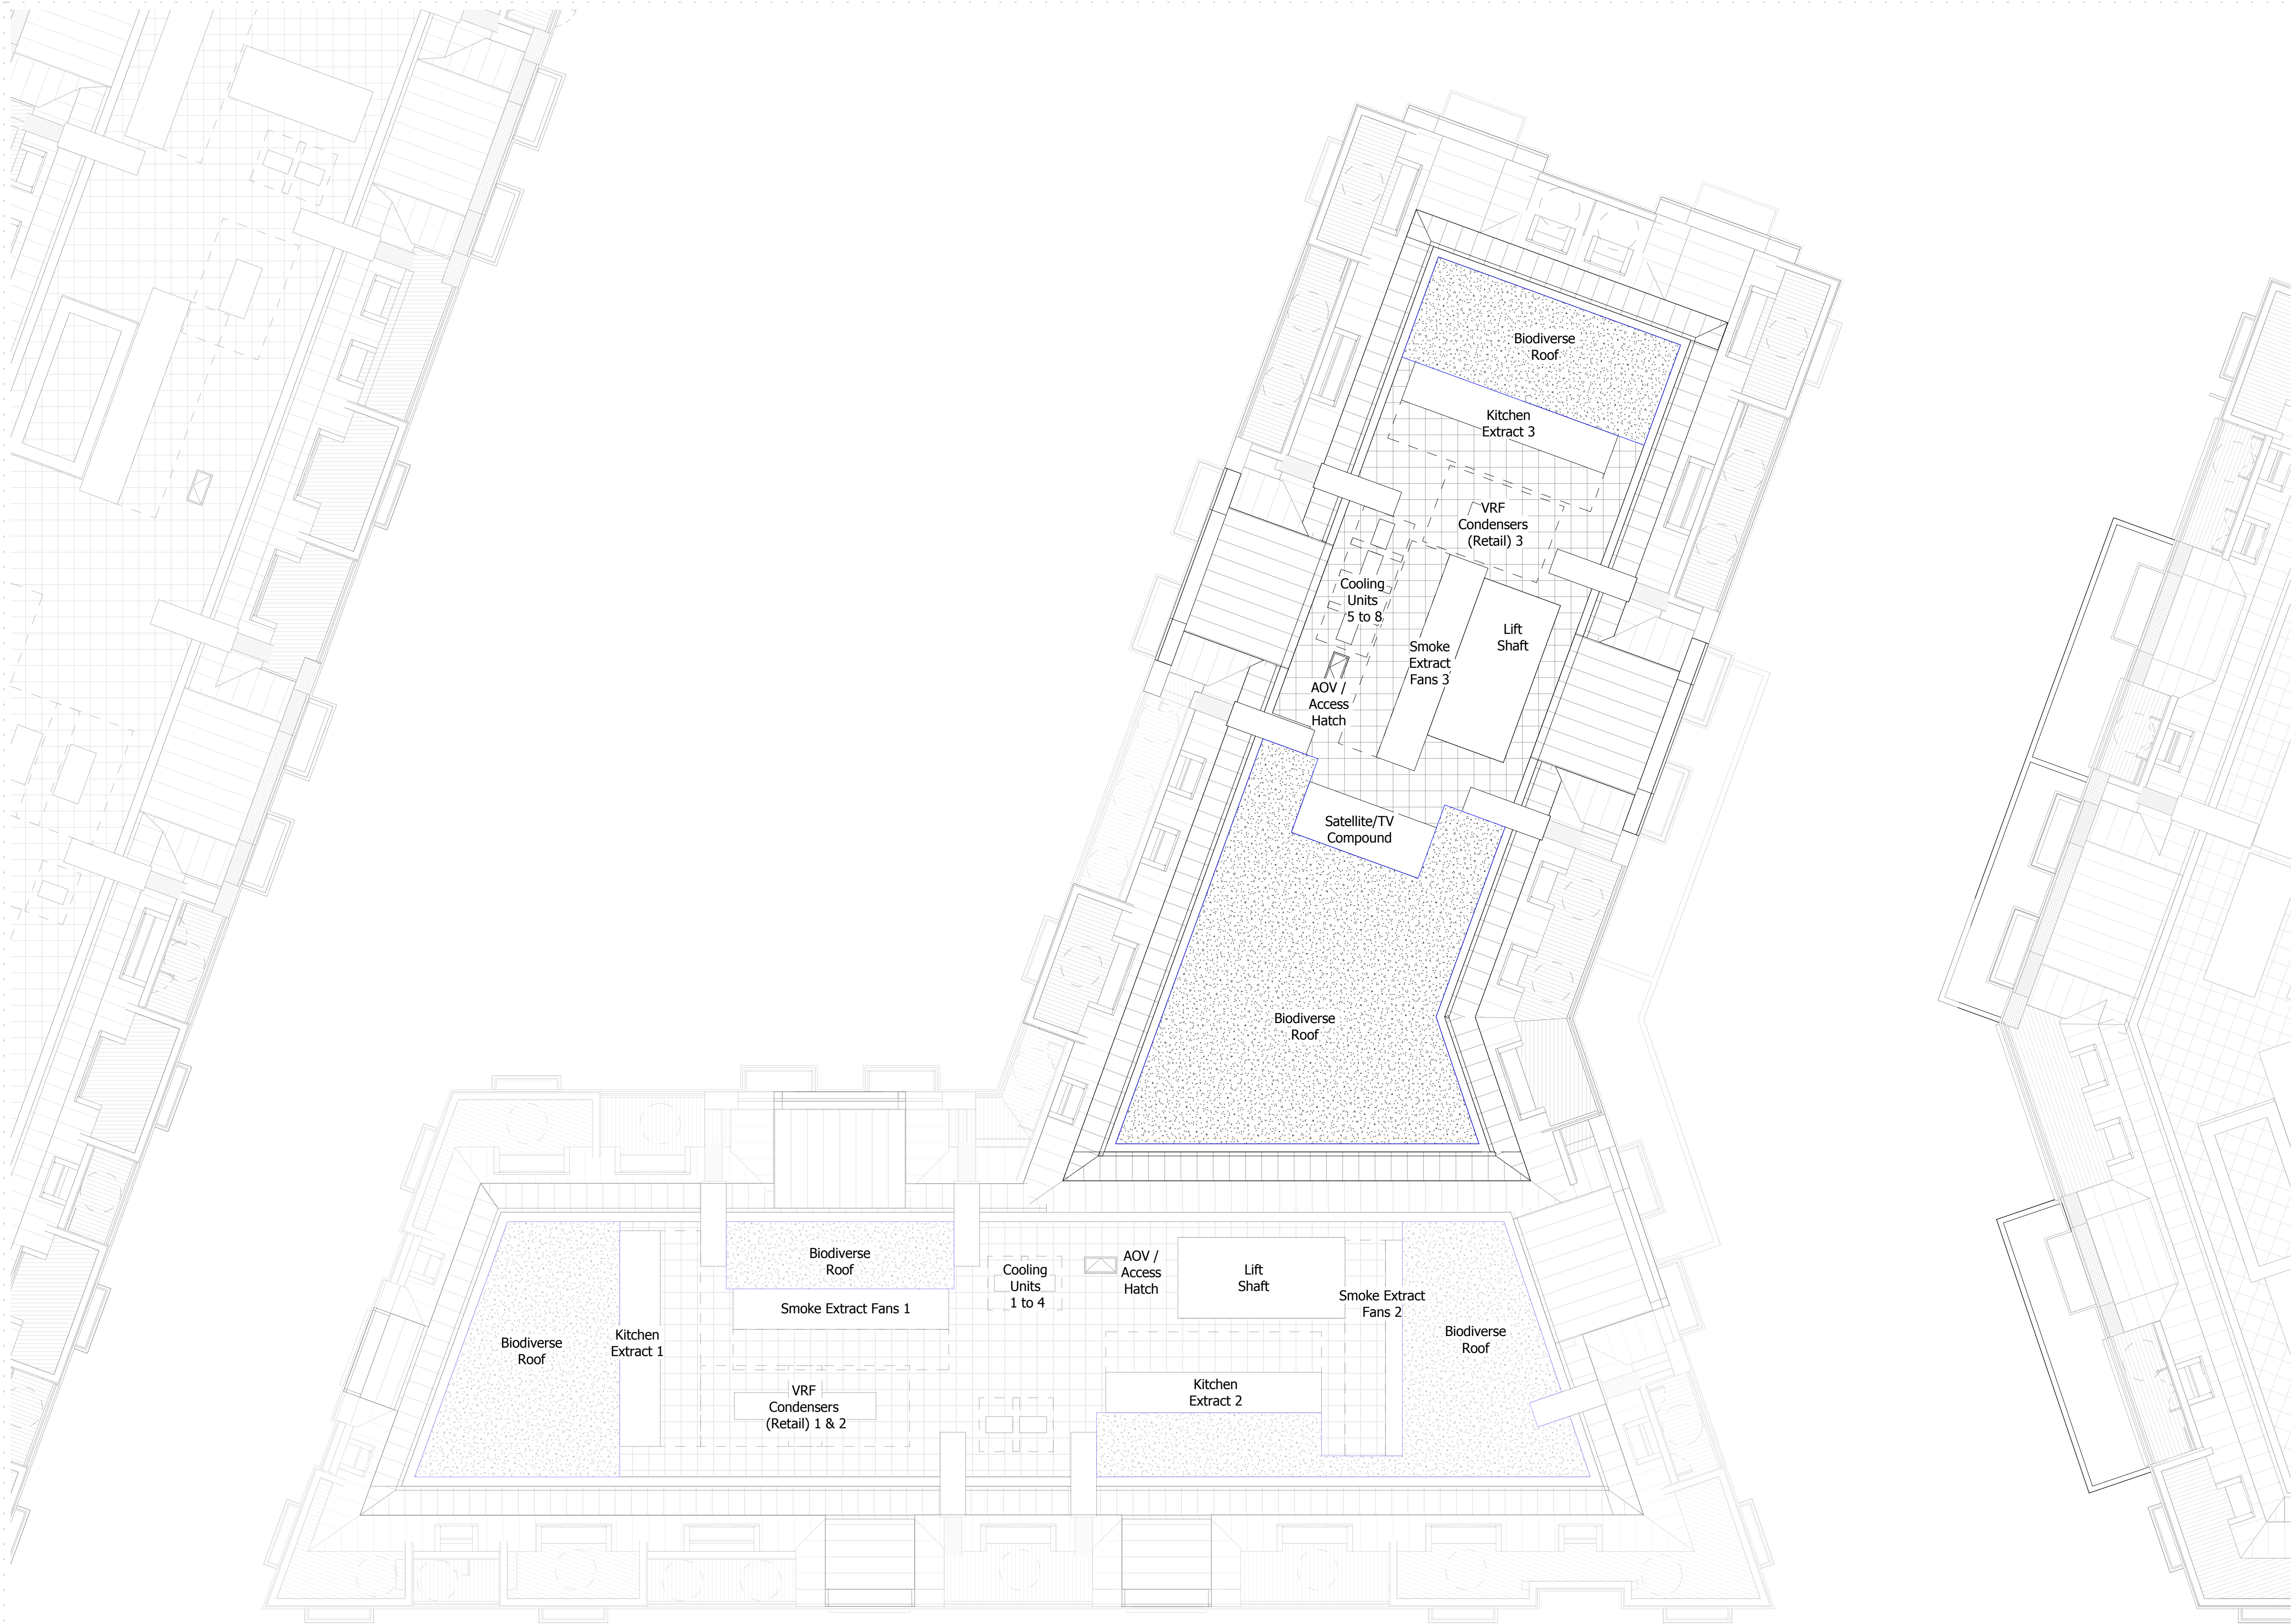 Biodiverse
Roof
Kitchen
Extract 3
VRF
Condensers
(Retail) 3
Cooling
Units
5 to 8
Lift
Shaft
Smoke
Extract
Fans 3
AOV /
Access
Hatch
Satellite/TV
Compound
Biodiverse
Roof
Biodiverse
Roof
Cooling
Units
1 to 4
AOV /
Access
Hatch
Lift
Shaft
Smoke Extract Fans 1
Smoke Extract
Fans 2
Biodiverse
Roof
Kitchen
Extract 1
Biodiverse
Roof
VRF
Condensers
(Retail) 1 & 2
Kitchen
Extract 2